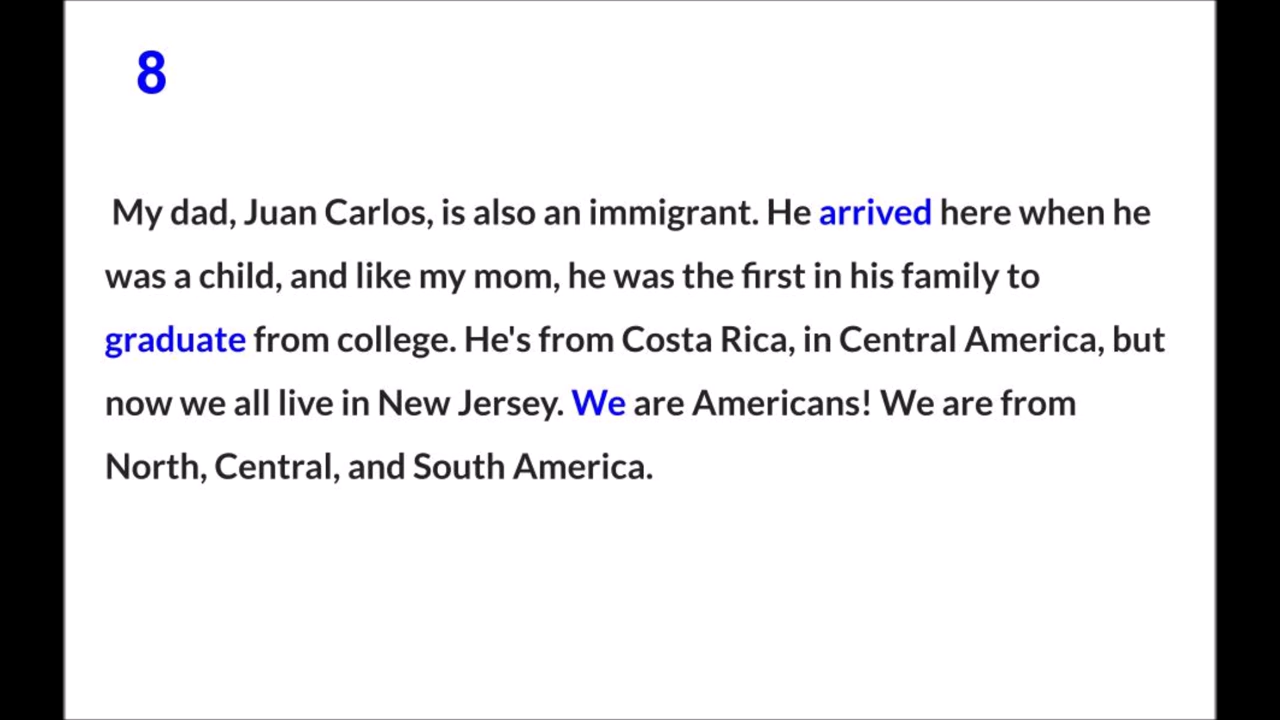 8
My dad, Juan Carlos, is also an immigrant. He arrived here when he
was a child, and like my mom, he was the first in his family to
graduate from college. He's from Costa Rica, in Central America, but
now we all live in New Jersey. We are Americans! We are from
North, Central, and South America.